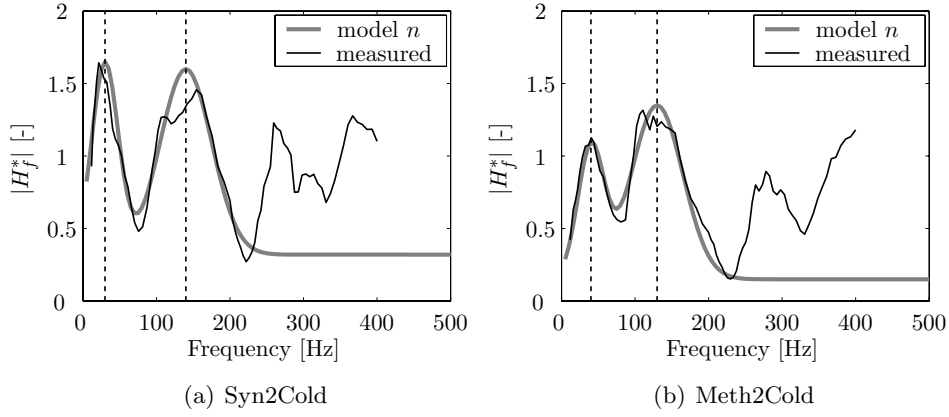 2
1.5
1
0.5
0
|H*f| [-]
model n
measured
0 100 200 300 400 500
Frequency [Hz]
(a) Syn2Cold
2
1.5
1
0.5
0
|H*f| [-]
model n
measured
0 100 200 300 400 500
Frequency [Hz]
(b) Meth2Cold